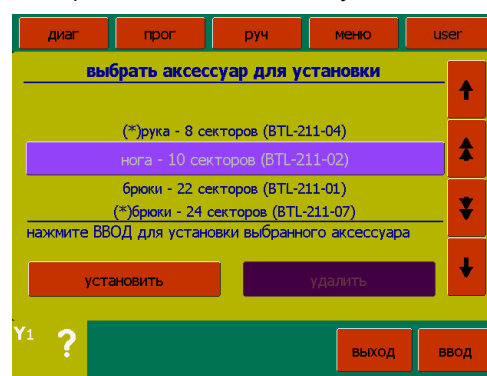 диаг прог руч меню user
выбрать аксессуар для установки
(*)рука - 8 секторов (BTL-211-04)
нога - 10 секторов (BTL-211-02)
брюки - 22 секторов (BTL-211-01)
(*)брюки - 24 секторов (BTL-211-07)
нажмите ВВОД для установки выбранного аксессуара
установить удалить
Y1 ?
выход ввод